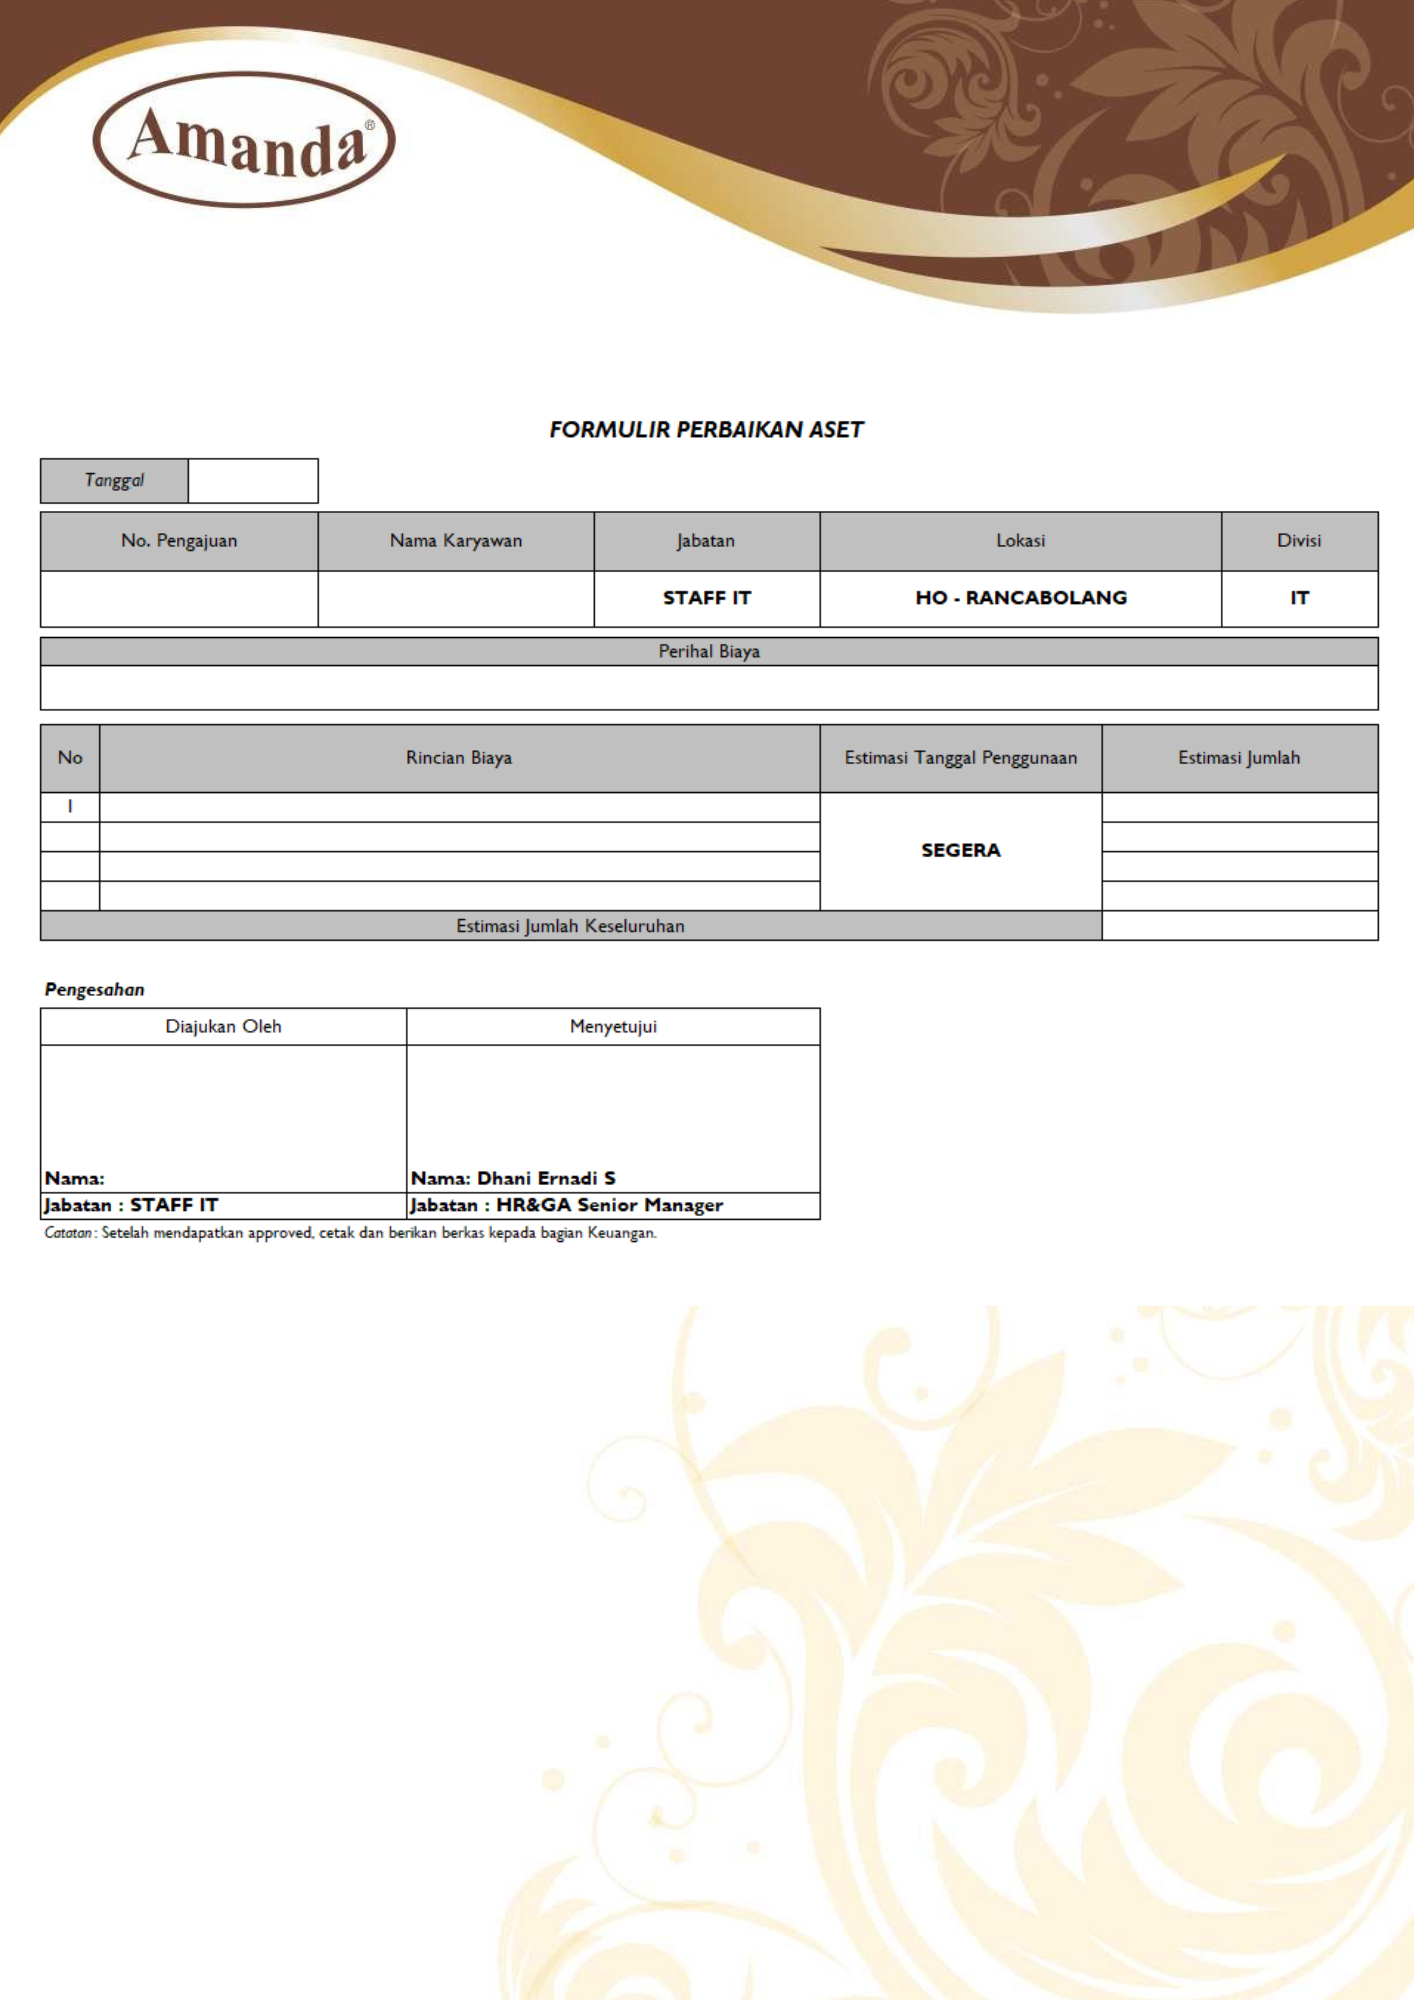 Amanda®
FORMULIR PERBAIKAN ASET
Tanggal
No. Pengajuan Nama Karyawan Jabatan Lokasi Divisi
STAFF IT HO - RANCABOLANG IT
Perihal Biaya
No Rincian Biaya Estimasi Tanggal Penggunaan Estimasi Jumlah
1
SEGERA
Estimasi Jumlah Keseluruhan
Pengesahan
Diajukan Oleh Menyetujui
Nama: Nama: Dhani Ernadi S
Jabatan : STAFF IT Jabatan : HR&GA Senior Manager
Catatan : Setelah mendapatkan approved, cetak dan berikan berkas kepada bagian Keuangan.